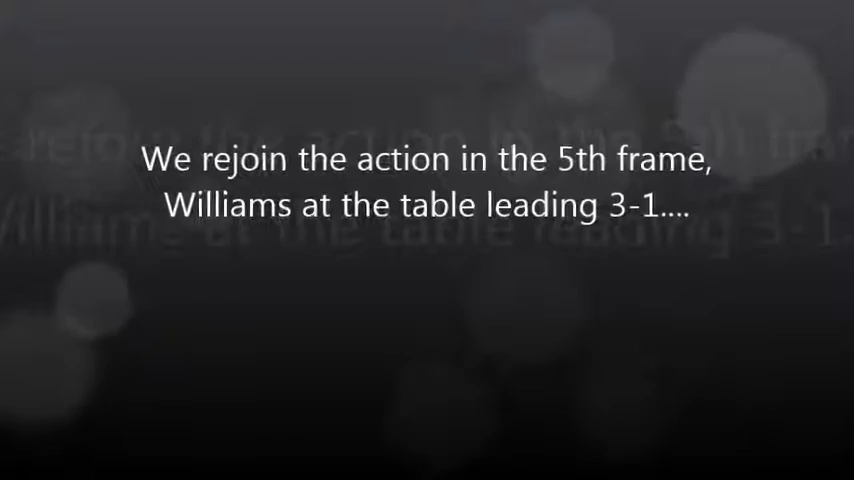 We rejoin the action in the 5th frame,
Williams at the table leading 3-1....